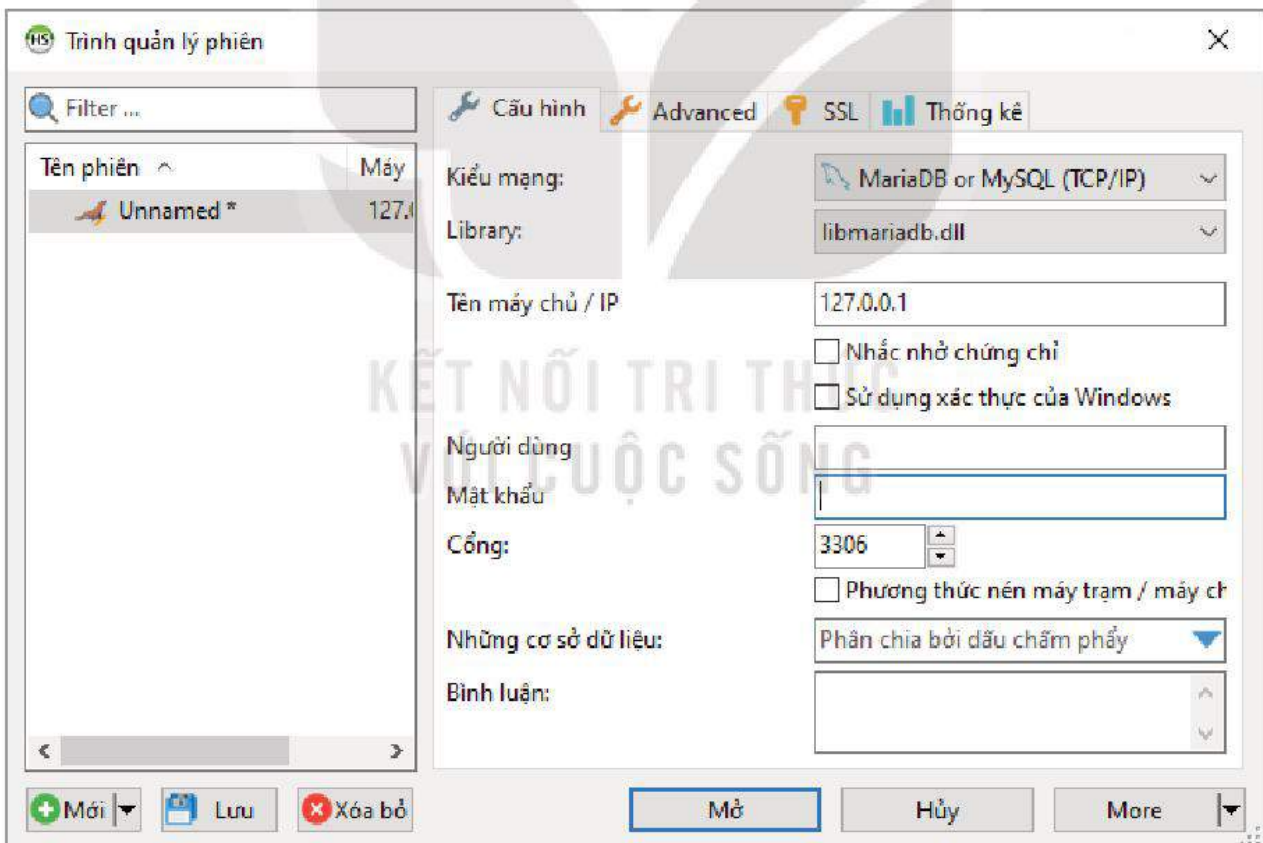 HS Trình quản lý phiên
Filter ...
Tên phiên Máy
Unnamed * 127.0
Cấu hình Advanced SSL Thống kê
Kiểu mạng: MariaDB or MySQL (TCP/IP)
Library: libmariadb.dll
Tên máy chủ / IP 127.0.0.1
Nhắc nhở chứng chỉ
Sử dụng xác thực của Windows
KẾT NỐI TRI THỨC
VỚI CUỘC SỐNG
Người dùng
Mật khẩu
Cổng: 3306
Phương thức nén máy trạm / máy ch
Những cơ sở dữ liệu: Phân chia bởi dấu chấm phẩy
Bình luận:
Mới Lưu Xóa bỏ Mở Hủy More